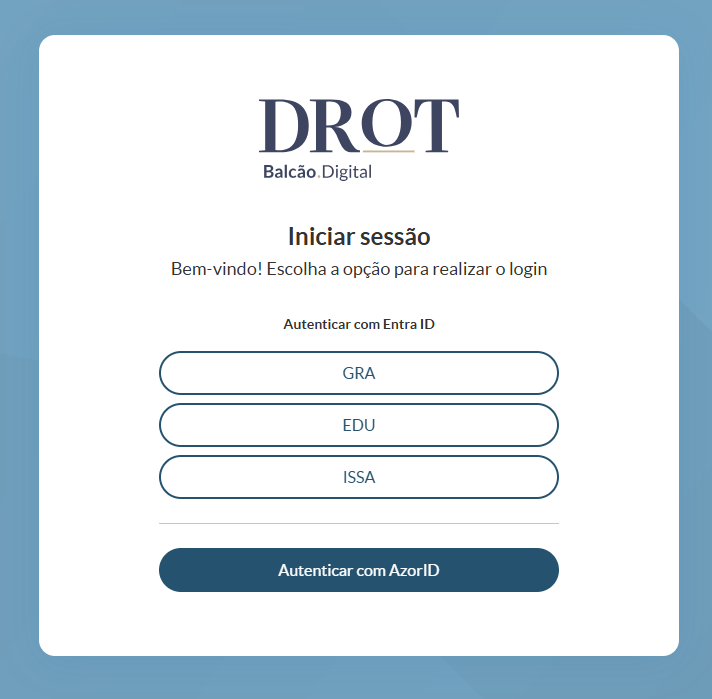 DROT
Balcão.Digital
Iniciar sessão
Bem-vindo! Escolha a opção para realizar o login
Autenticar com Entra ID
GRA
EDU
ISSA
Autenticar com AzorID